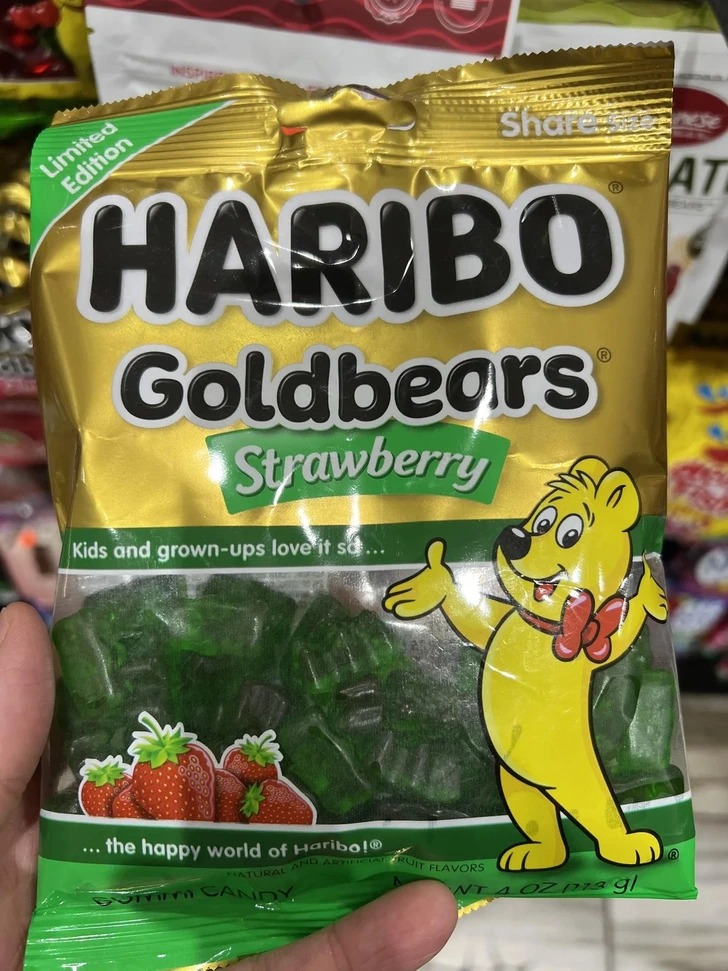 Limited
Edition
Share Size
HARIBO®
Goldbears®
Strawberry
Kids and grown-ups love it so...
... the happy world of Haribo!®
NATURAL AND ARTIFICIAL FRUIT FLAVORS
GUMMI CANDY
4 OZ
®